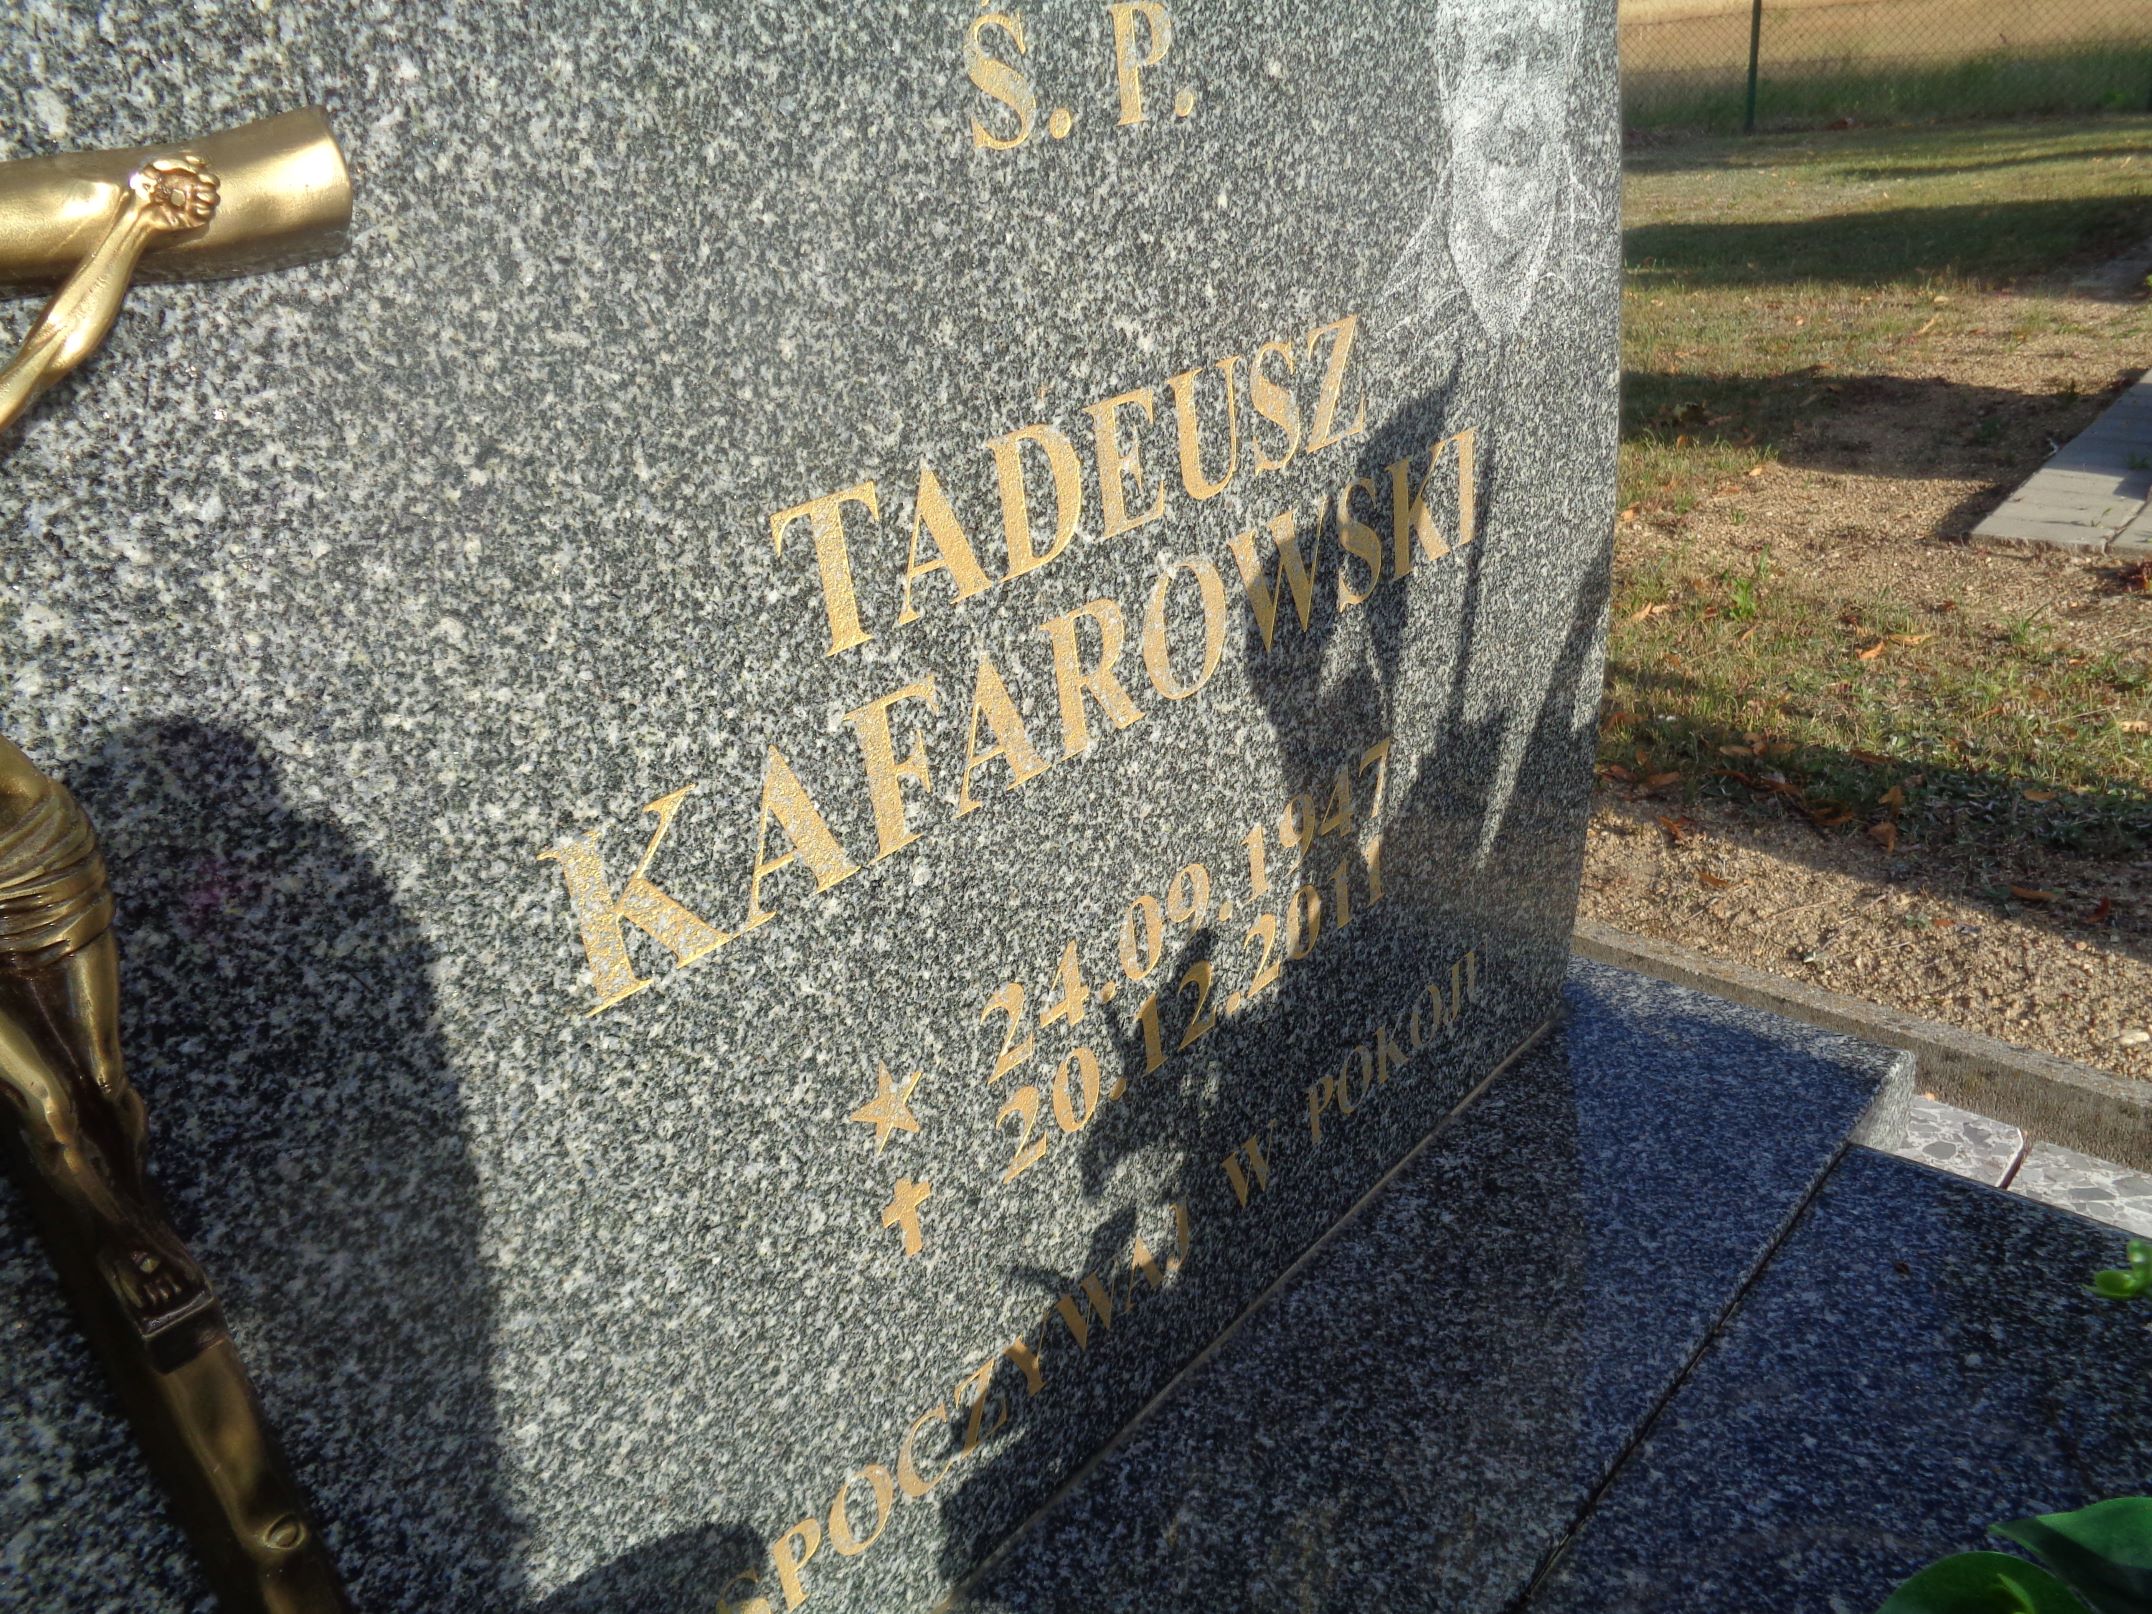 Ś. P.
TADEUSZ
KAFAROWSKI
24.09.1947
20.12.2011
SPOCZYWAJ W POKOJU